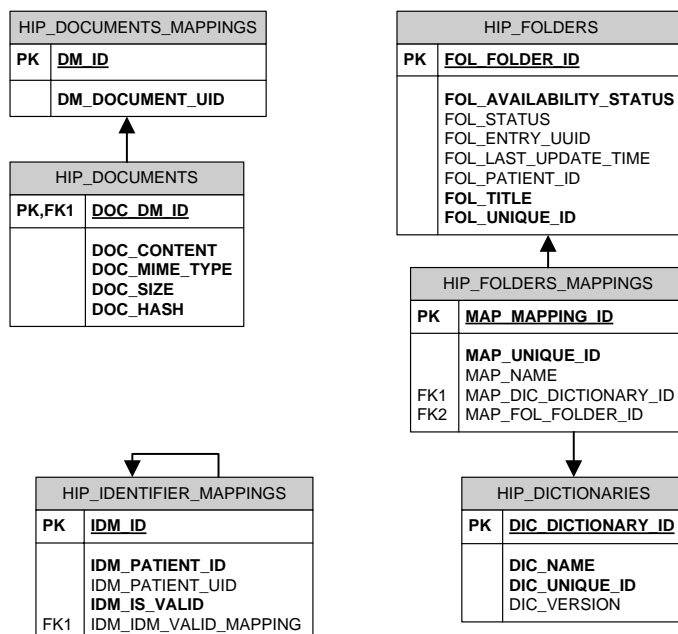 HIP_DOCUMENTS_MAPPINGS
PK DM_ID
DM_DOCUMENT_UID
HIP_DOCUMENTS
PK,FK1 DOC_DM_ID
DOC_CONTENT
DOC_MIME_TYPE
DOC_SIZE
DOC_HASH
HIP_FOLDERS
PK FOL_FOLDER_ID
FOL_AVAILABILITY_STATUS
FOL_STATUS
FOL_ENTRY_UUID
FOL_LAST_UPDATE_TIME
FOL_PATIENT_ID
FOL_TITLE
FOL_UNIQUE_ID
HIP_FOLDERS_MAPPINGS
PK MAP_MAPPING_ID
MAP_UNIQUE_ID
MAP_NAME
FK1 MAP_DIC_DICTIONARY_ID
FK2 MAP_FOL_FOLDER_ID
HIP_IDENTIFIER_MAPPINGS
PK IDM_ID
IDM_PATIENT_ID
IDM_PATIENT_UID
IDM_IS_VALID
FK1 IDM_IDM_VALID_MAPPING
HIP_DICTIONARIES
PK DIC_DICTIONARY_ID
DIC_NAME
DIC_UNIQUE_ID
DIC_VERSION